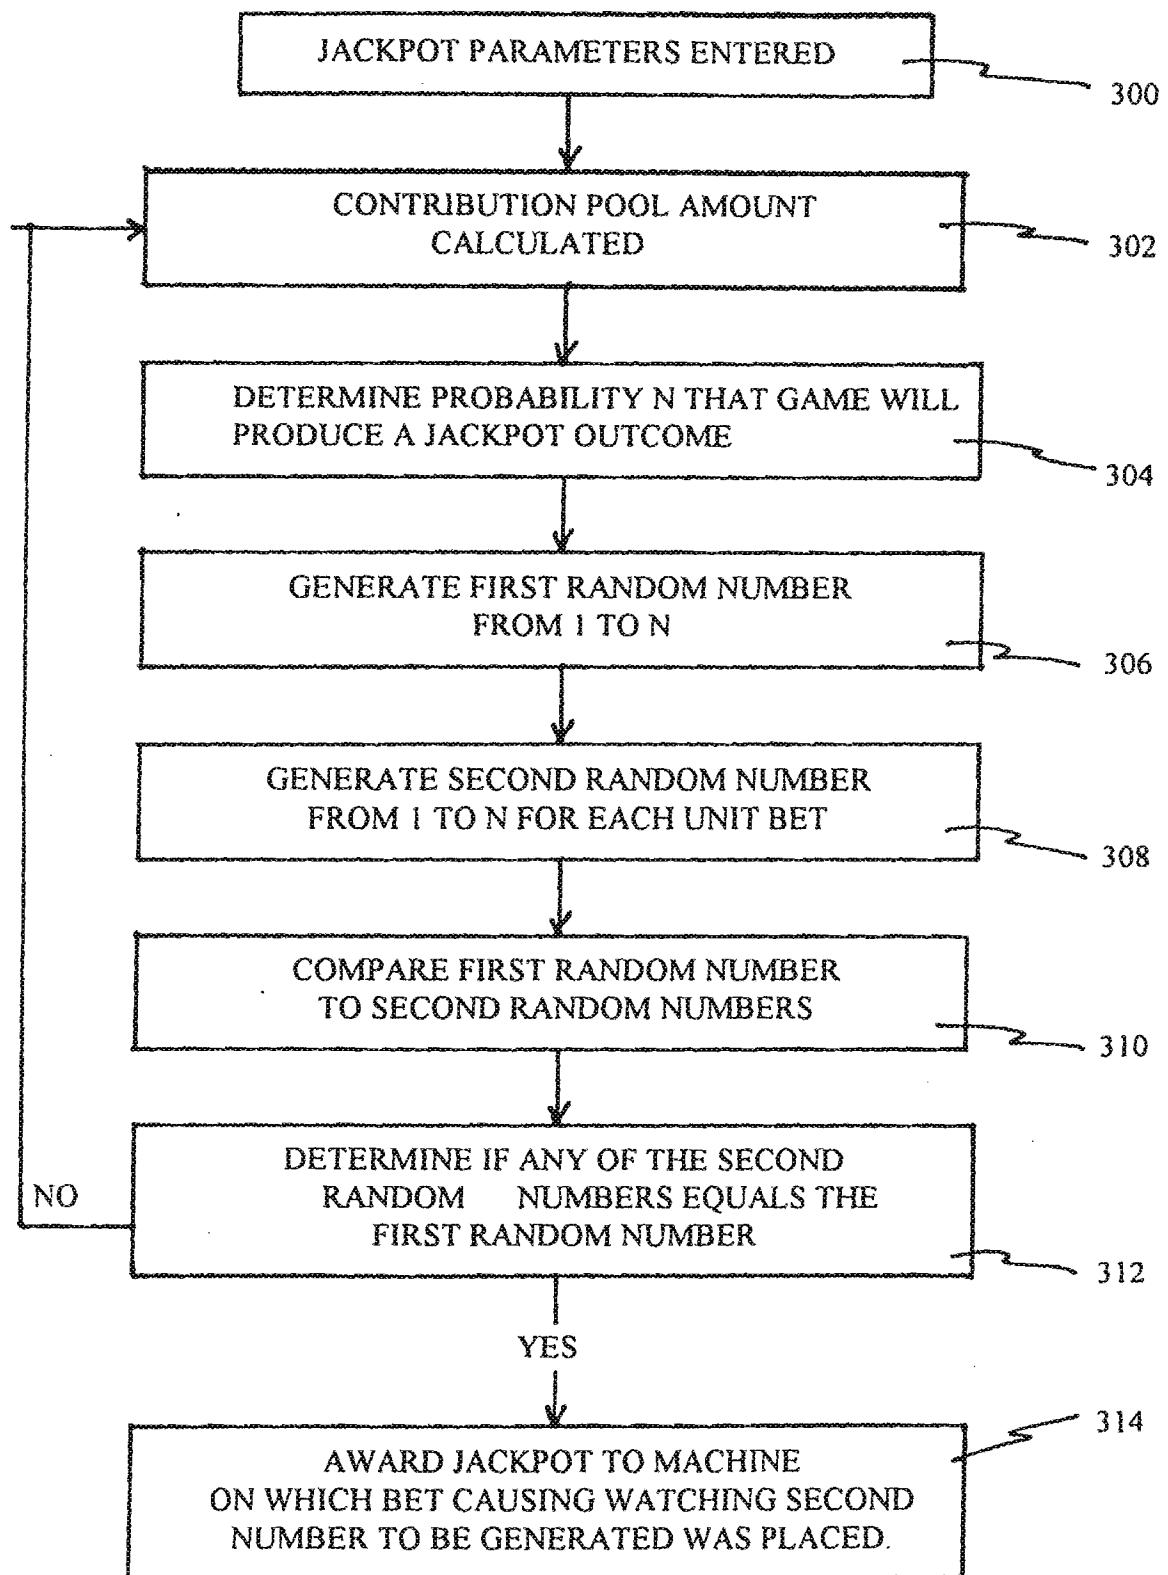 JACKPOT PARAMETERS ENTERED
300
CONTRIBUTION POOL AMOUNT
CALCULATED
302
DETERMINE PROBABILITY N THAT GAME WILL
PRODUCE A JACKPOT OUTCOME
304
GENERATE FIRST RANDOM NUMBER
FROM 1 TO N
306
GENERATE SECOND RANDOM NUMBER
FROM 1 TO N FOR EACH UNIT BET
308
COMPARE FIRST RANDOM NUMBER
TO SECOND RANDOM NUMBERS
310
DETERMINE IF ANY OF THE SECOND
RANDOM NUMBERS EQUALS THE
FIRST RANDOM NUMBER
312
NO
YES
314
AWARD JACKPOT TO MACHINE
ON WHICH BET CAUSING WATCHING SECOND
NUMBER TO BE GENERATED WAS PLACED.